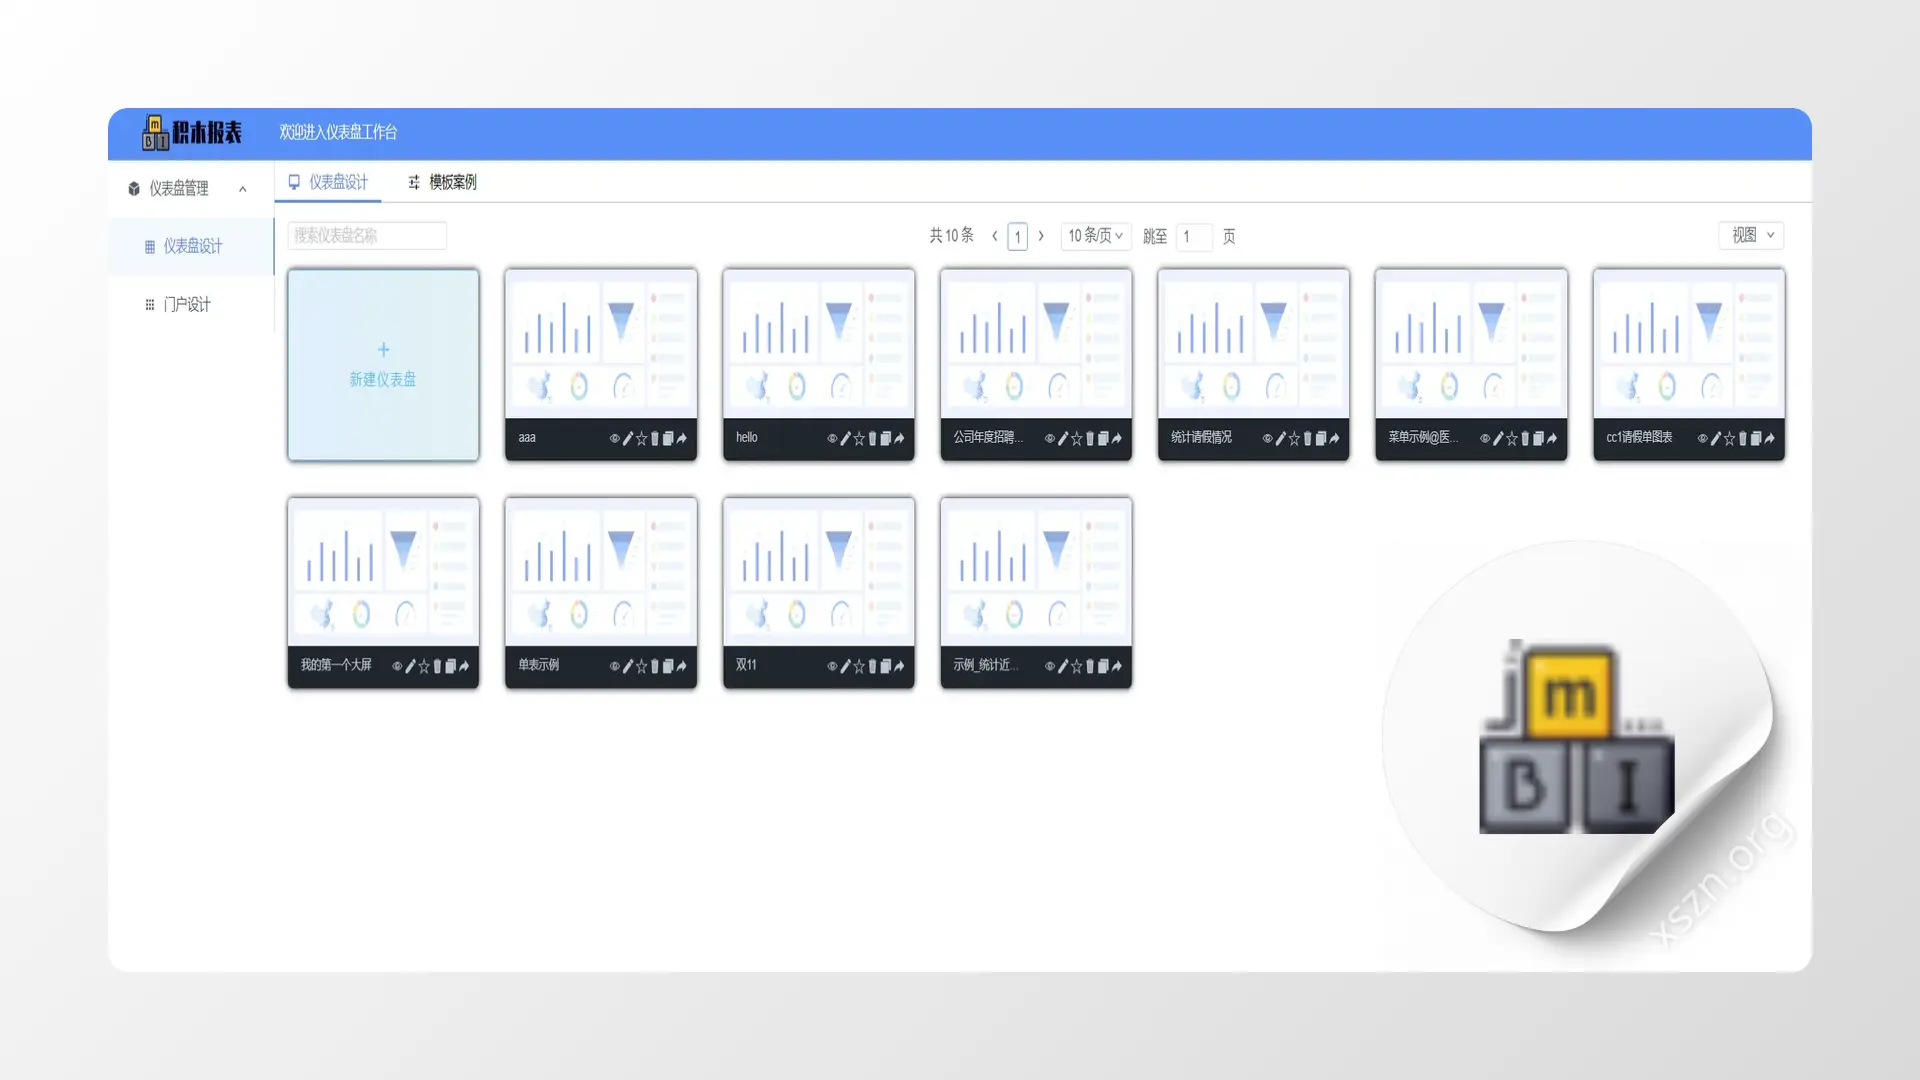 m
B I
积木报表
欢迎进入仪表盘工作台
仪表盘管理
仪表盘设计
模板案例
仪表盘设计
门户设计
搜索仪表盘名称
共 10 条
1
10 条/页
跳至
1
页
视图
+
新建仪表盘
aaa
hello
公司年度招聘...
统计请假情况
菜单示例@医...
cc1请假单图表
我的第一个大屏
单表示例
双11
示例_统计近...
m
B I
xszn.org